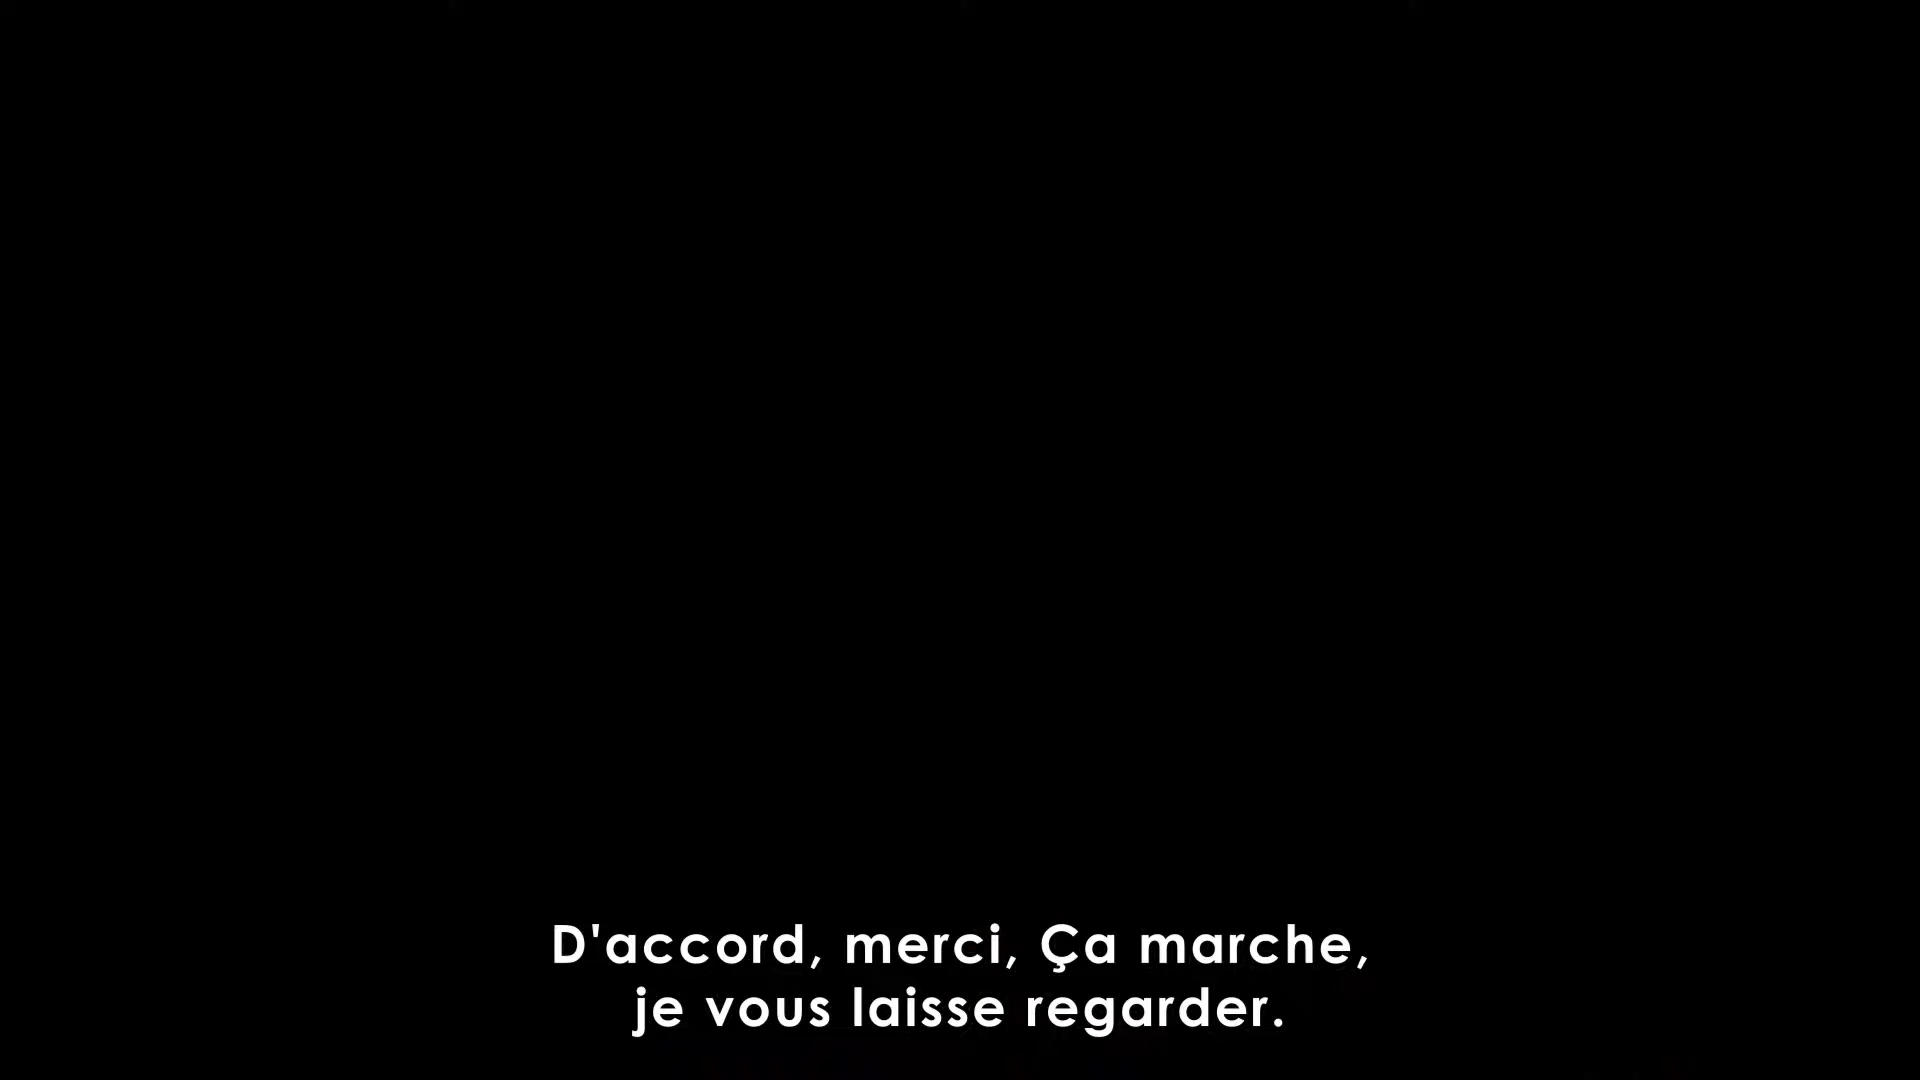 D'accord, merci, Ça marche,
je vous laisse regarder.